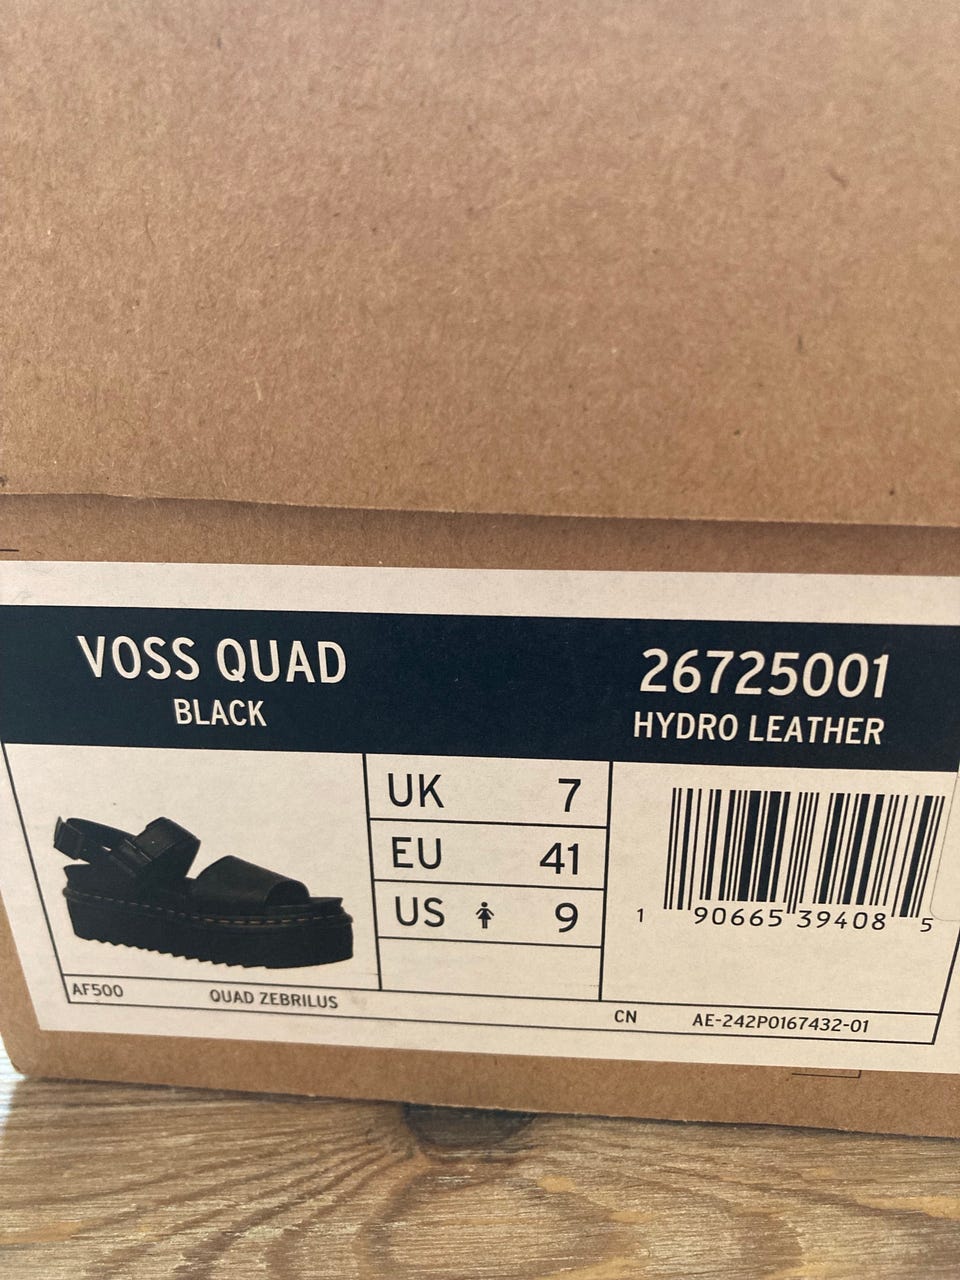 VOSS QUAD
BLACK
26725001
HYDRO LEATHER
UK 7
EU 41
US 9
1 90665 39408 5
AF500 QUAD ZEBRILUS
CN AE-242P0167432-01